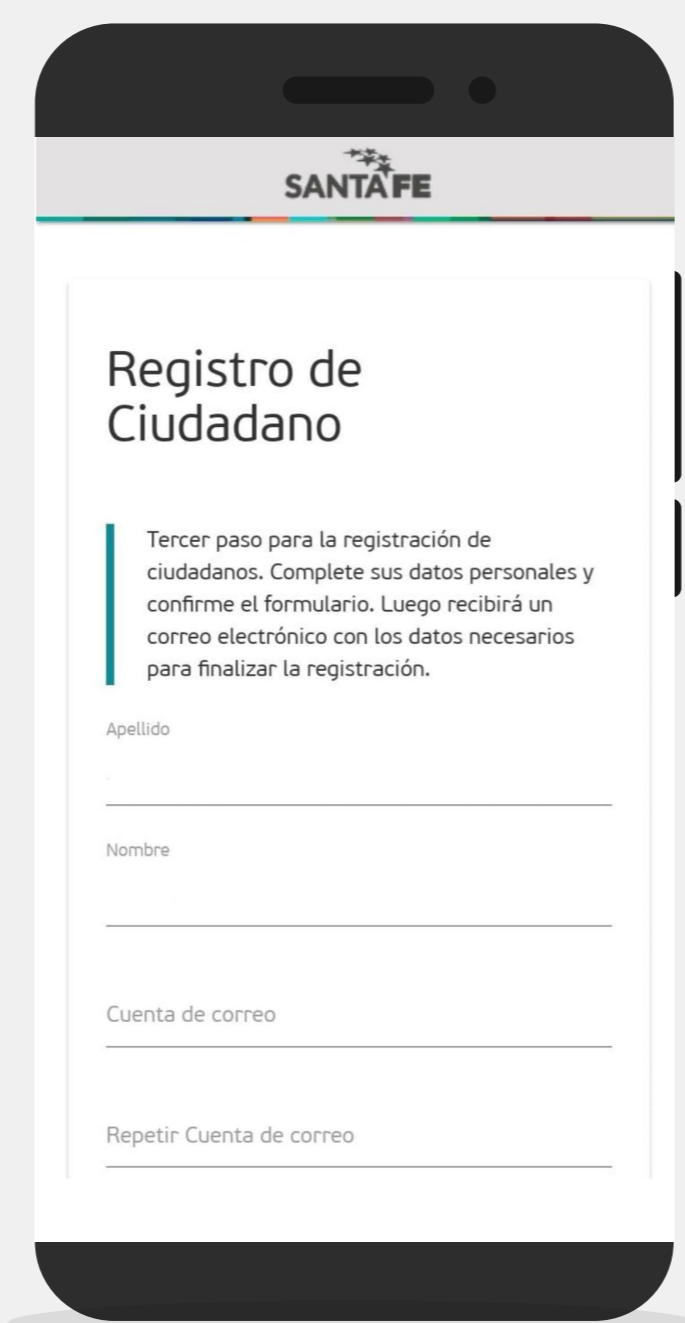 SANTA FE
Registro de
Ciudadano
Tercer paso para la registración de
ciudadanos. Complete sus datos personales y
confirme el formulario. Luego recibirá un
correo electrónico con los datos necesarios
para finalizar la registración.
Apellido
Nombre
Cuenta de correo
Repetir Cuenta de correo